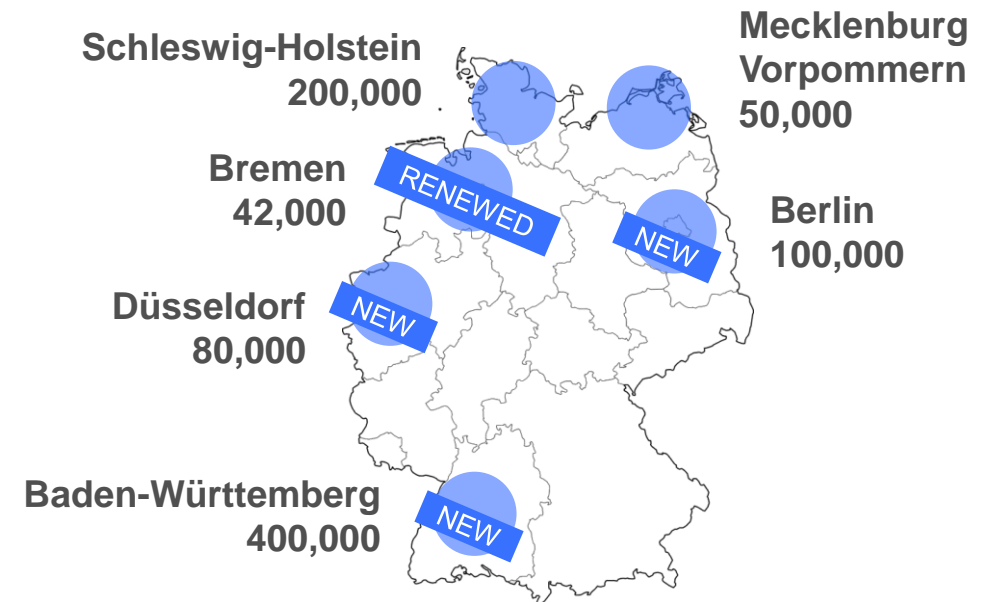 Schleswig-Holstein
200,000
Mecklenburg
Vorpommern
50,000
Bremen
42,000
RENEWED
Berlin
100,000
NEW
Düsseldorf
80,000
NEW
Baden-Württemberg
400,000
NEW